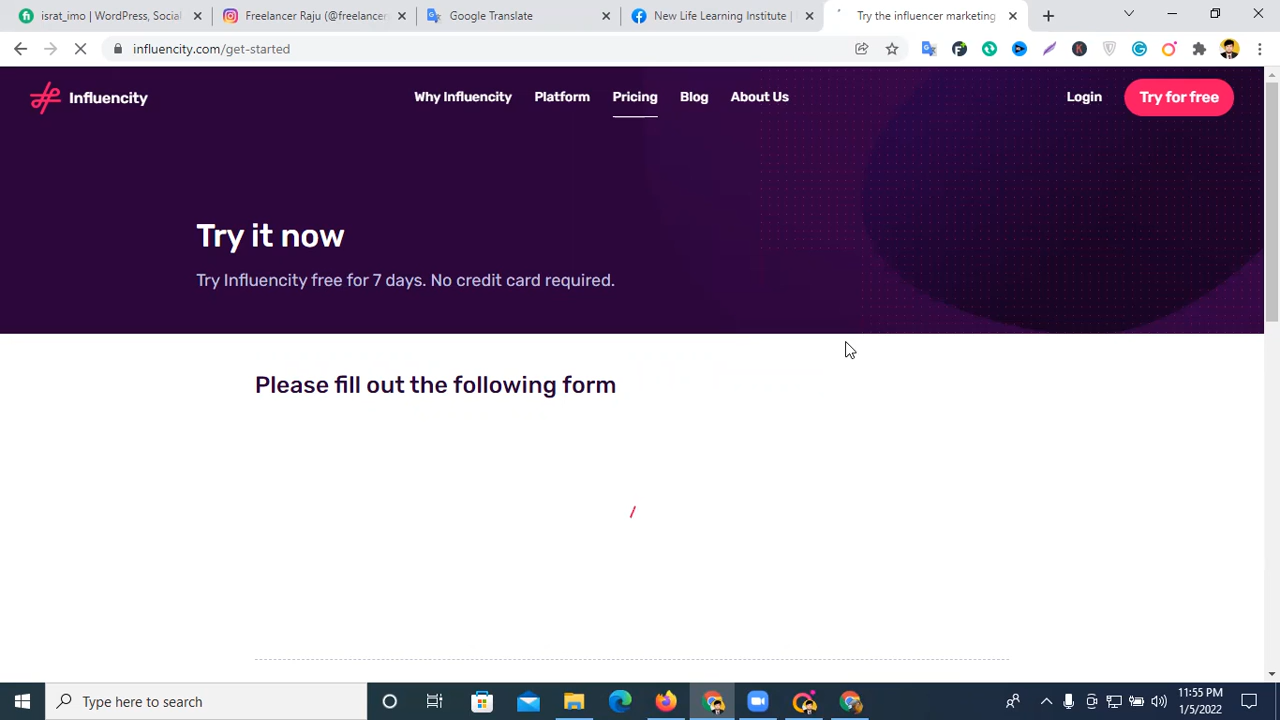 israt_imo | WordPress, Social
Freelancer Raju (@freelancer
Google Translate
New Life Learning Institute |
Try the influencer marketing
influencity.com/get-started
Influencity
Why Influencity
Platform
Pricing
Blog
About Us
Login
Try for free
Try it now
Try Influencity free for 7 days. No credit card required.
Please fill out the following form
Type here to search
11:55 PM
1/5/2022